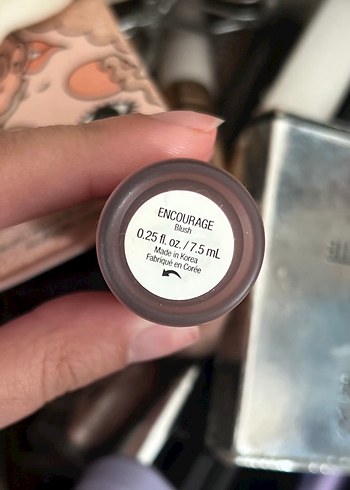 ENCOURAGE
Blush
0.25 fl. oz. / 7.5 mL
Made in Korea
Fabriqué en Corée